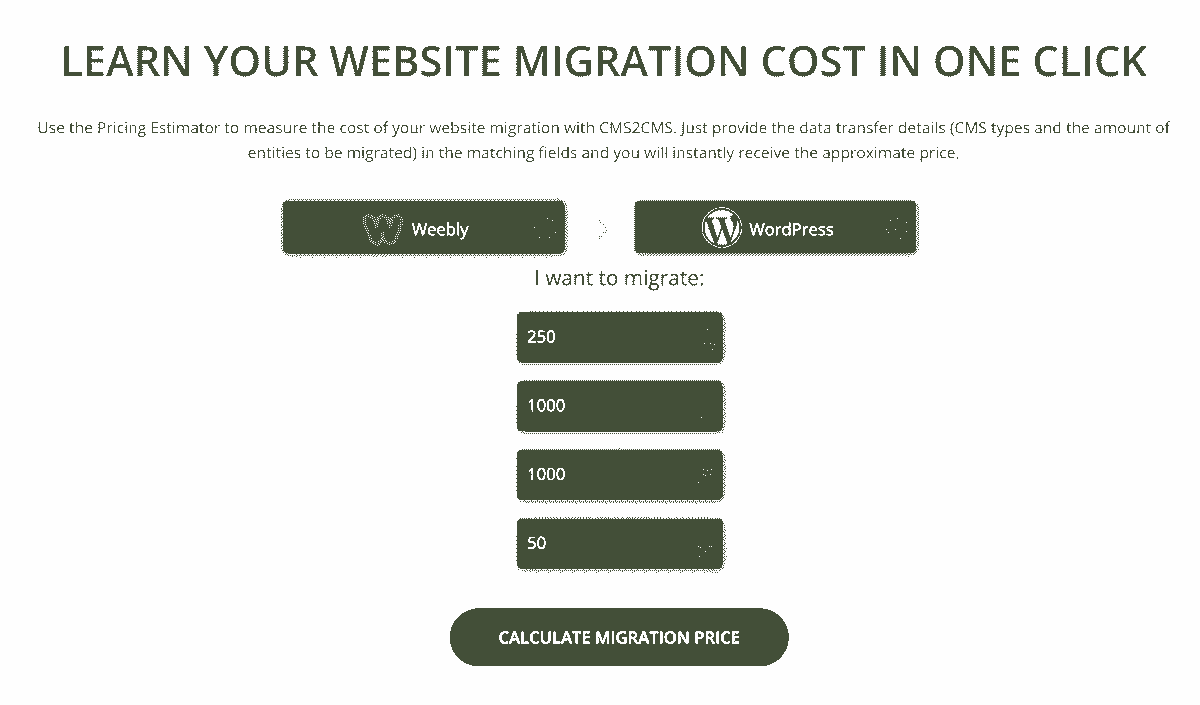 LEARN YOUR WEBSITE MIGRATION COST IN ONE CLICK
Use the Pricing Estimator to measure the cost of your website migration with CMS2CMS. Just provide the data transfer details (CMS types and the amount of
entities to be migrated) in the matching fields and you will instantly receive the approximate price.
Weebly WordPress
I want to migrate:
250
1000
1000
50
CALCULATE MIGRATION PRICE